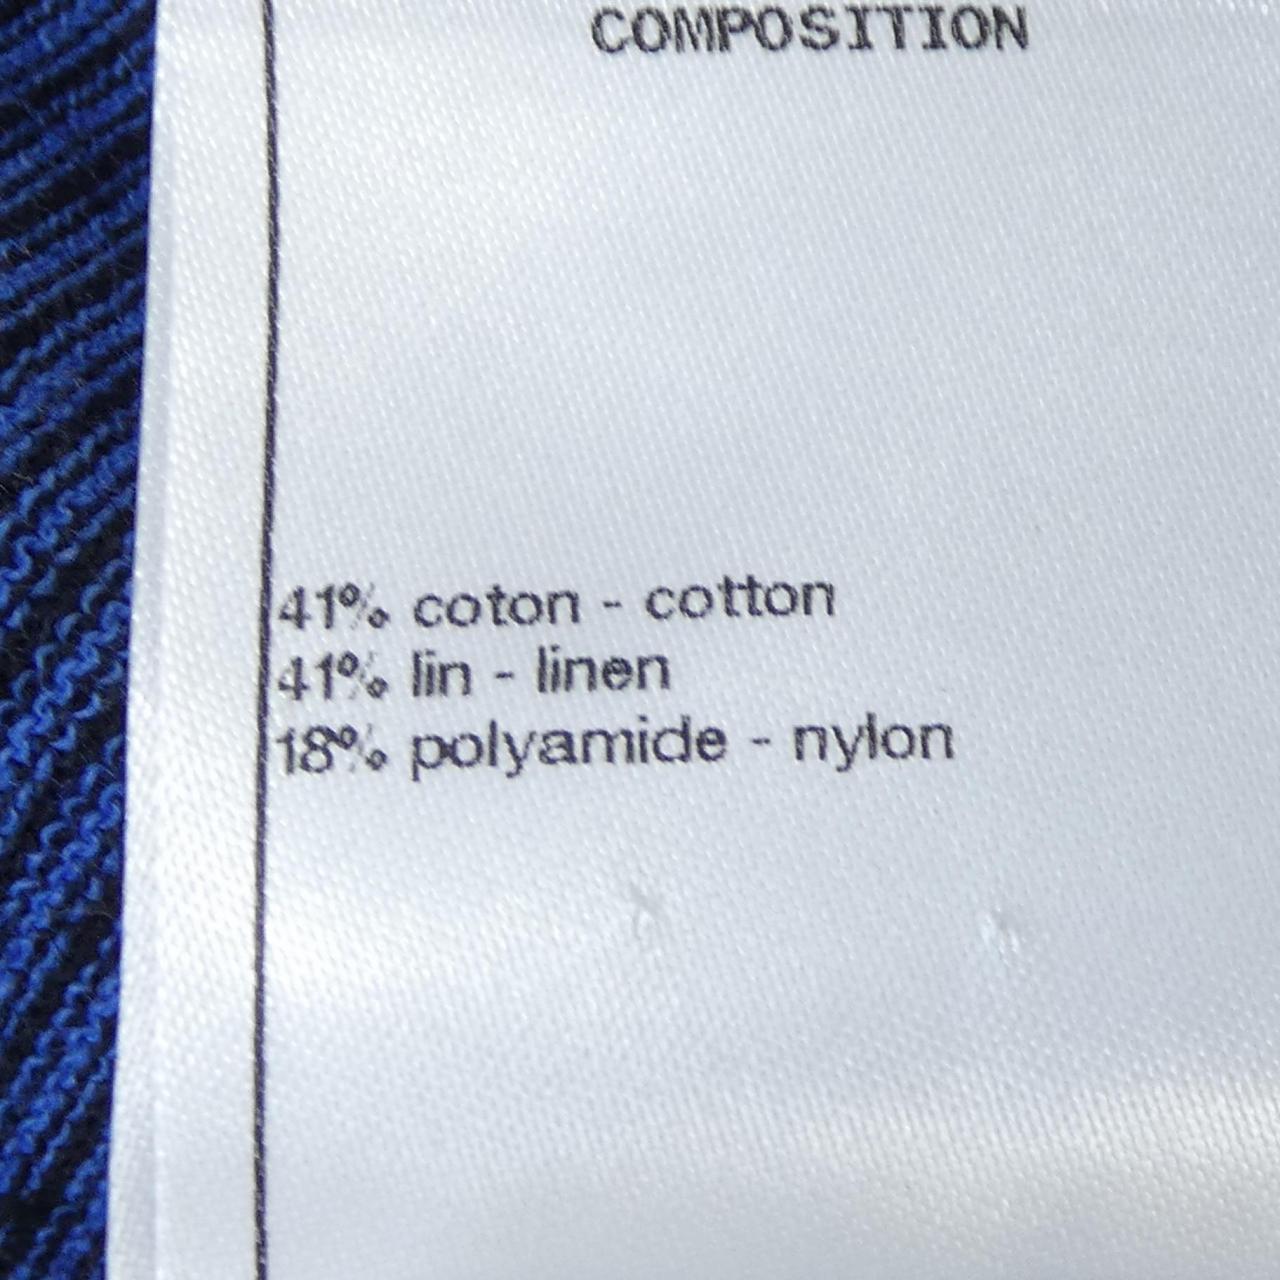 COMPOSITION
41% coton - cotton
41% lin - linen
18% polyamide - nylon